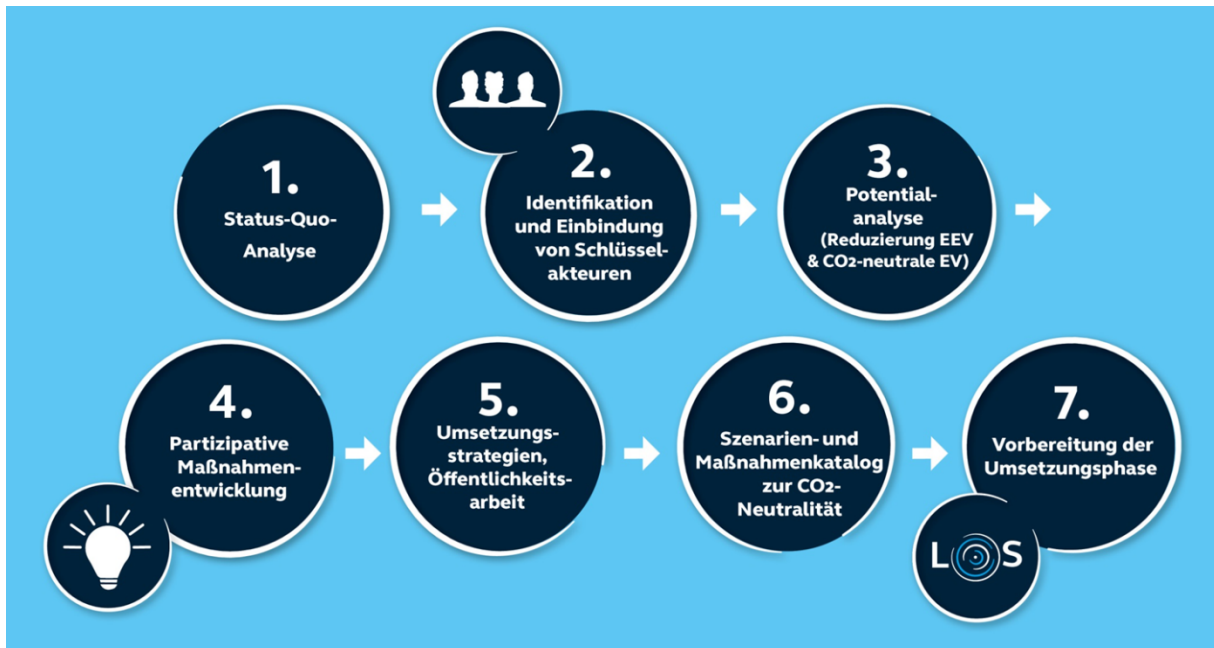 1.
Status-Quo-
Analyse
2.
Identifikation
und Einbindung
von Schlüssel-
akteuren
3.
Potential-
analyse
(Reduzierung EEV
& CO2-neutrale EV)
4.
Partizipative
Maßnahmen-
entwicklung
5.
Umsetzungs-
strategien,
Öffentlichkeits-
arbeit
6.
Szenarien- und
Maßnahmenkatalog
zur CO2-
Neutralität
7.
Vorbereitung der
Umsetzungsphase
LOS